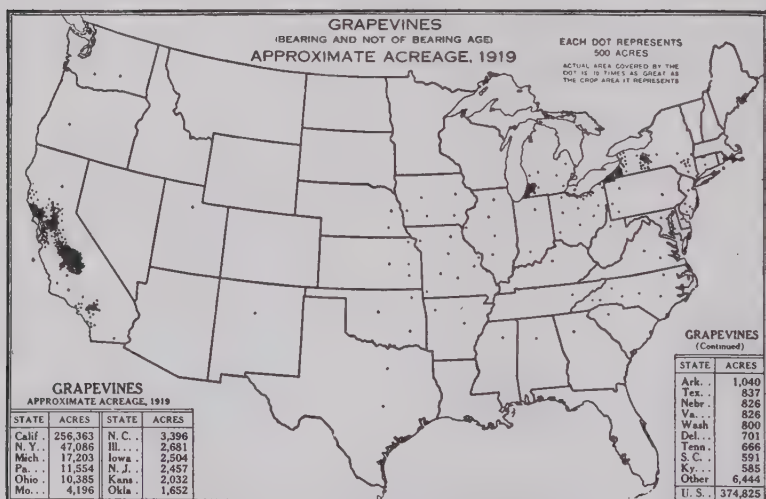 GRAPEVINES
(BEARING AND NOT OF BEARING AGE)
APPROXIMATE ACREAGE, 1919
EACH DOT REPRESENTS
500 ACRES
ACTUAL AREA COVERED BY THE
DOT IS 10 TIMES AS GREAT AS
THE CROP AREA IT REPRESENTS
GRAPEVINES
APPROXIMATE ACREAGE, 1919
STATE ACRES STATE ACRES
Calif. 256,363 N. C.. 3,396
N. Y.. 47,086 Ill.... 2,681
Mich. 17,203 Iowa . 2,504
Pa. .. 11,554 N. J.. 2,457
Ohio. 10,385 Kans. 2,032
Mo... 4,196 Okla. 1,652
GRAPEVINES
(Continued)
STATE ACRES
Ark. . 1,040
Tex.. 837
Nebr. 826
Va... 826
Wash 800
Del... 701
Tenn. 666
S. C. . 591
Ky... 585
Other 6,444
U. S. 374,825